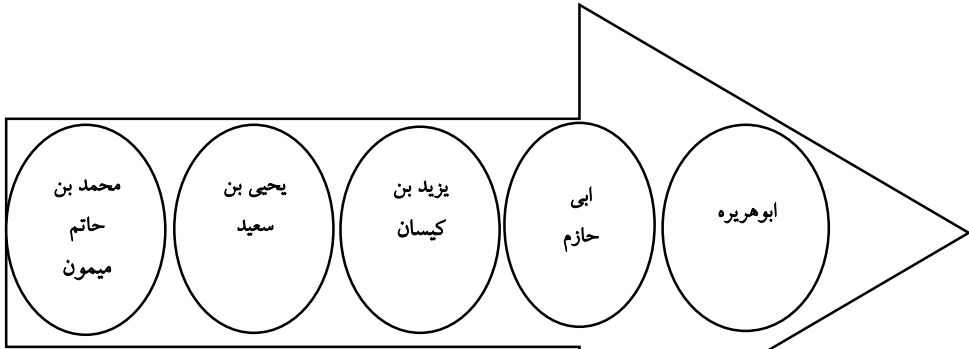 ابوهریره
ابی
حازم
یزید بن
کیسان
یحیی بن
سعید
محمد بن
حاتم
میمون